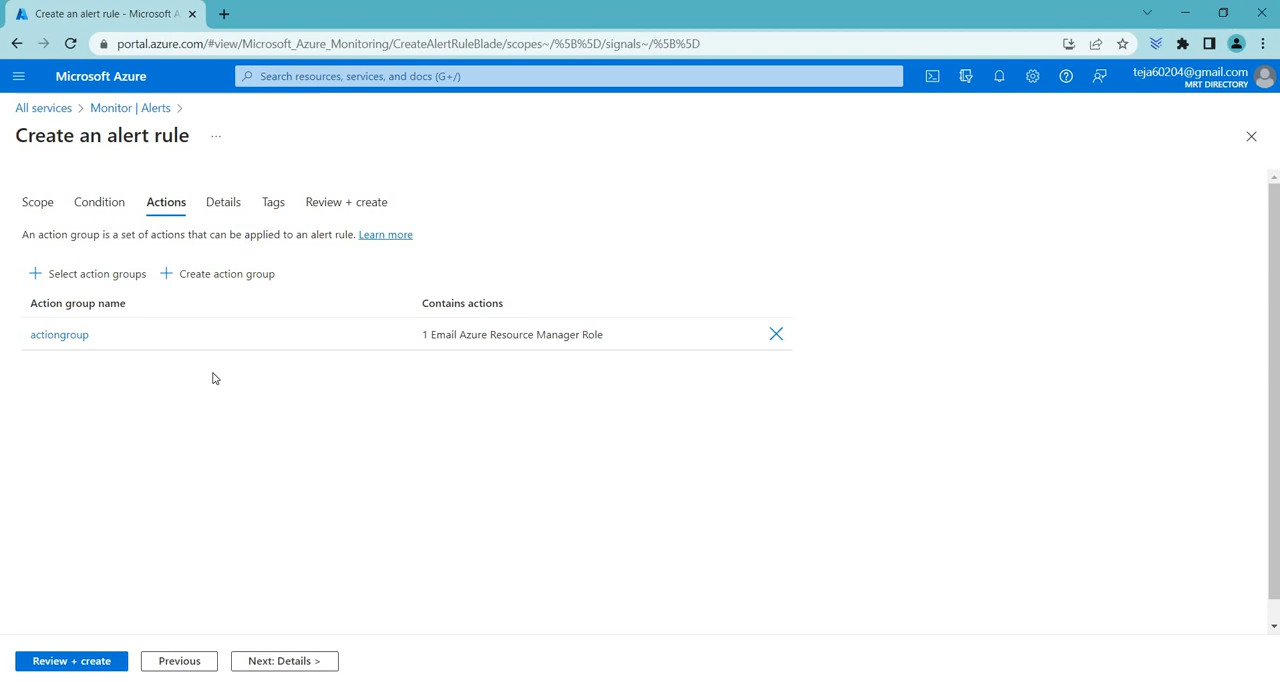 Create an alert rule - Microsoft A
portal.azure.com/#view/Microsoft_Azure_Monitoring/CreateAlertRuleBlade/scopes~/%5B%5D/signals~/%5B%5D
Microsoft Azure
Search resources, services, and docs (G+/)
teja60204@gmail.com
MRT DIRECTORY
All services > Monitor | Alerts >
Create an alert rule ...
Scope Condition Actions Details Tags Review + create
An action group is a set of actions that can be applied to an alert rule. Learn more
+ Select action groups + Create action group
Action group name Contains actions
actiongroup 1 Email Azure Resource Manager Role
Review + create Previous Next: Details >